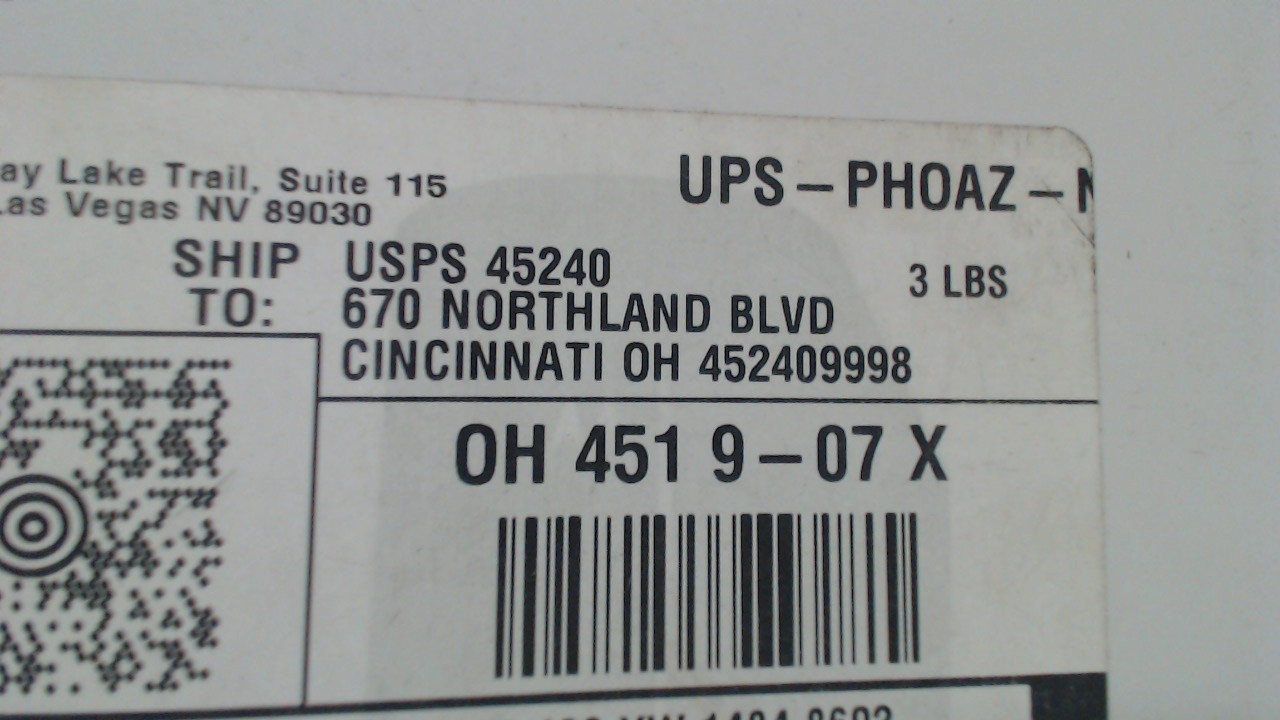 ay Lake Trail, Suite 115
Las Vegas NV 89030
UPS – PHOAZ –
SHIP TO:
USPS 45240
670 NORTHLAND BLVD
CINCINNATI OH 452409998
3 LBS
OH 451 9 – 07 X